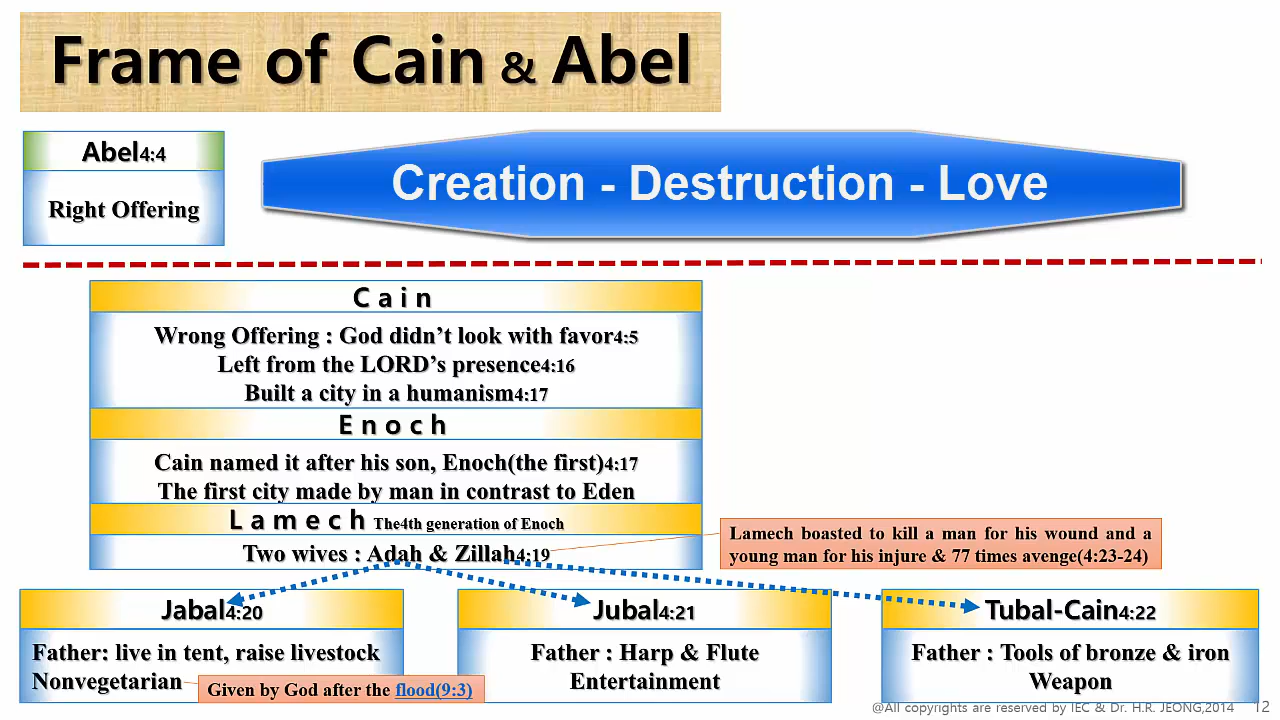 Frame of Cain & Abel
Abel4:4
Right Offering
Creation - Destruction - Love
Cain
Wrong Offering : God didn’t look with favor4:5
Left from the LORD’s presence4:16
Built a city in a humanism4:17
Enoch
Cain named it after his son, Enoch(the first)4:17
The first city made by man in contrast to Eden
Lamech The4th generation of Enoch
Two wives : Adah & Zillah4:19
Lamech boasted to kill a man for his wound and a
young man for his injure & 77 times avenge(4:23-24)
Jabal4:20
Father: live in tent, raise livestock
Nonvegetarian
Given by God after the flood(9:3)
Jubal4:21
Father : Harp & Flute
Entertainment
Tubal-Cain4:22
Father : Tools of bronze & iron
Weapon
@All copyrights are reserved by IEC & Dr. H.R. JEONG,2014
12